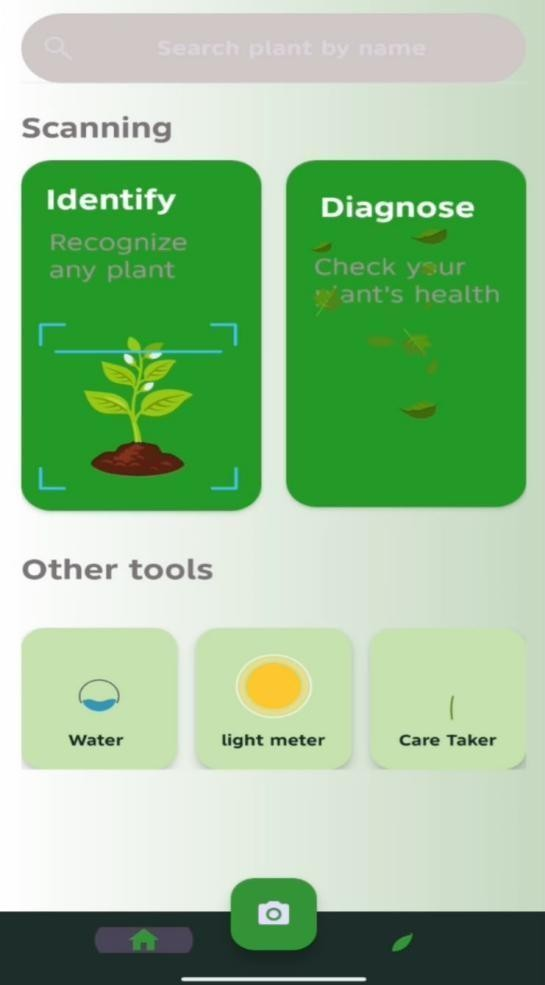 Search plant by name
Scanning
Identify
Recognize
any plant
Diagnose
Check your
plant's health
Other tools
Water
light meter
Care Taker